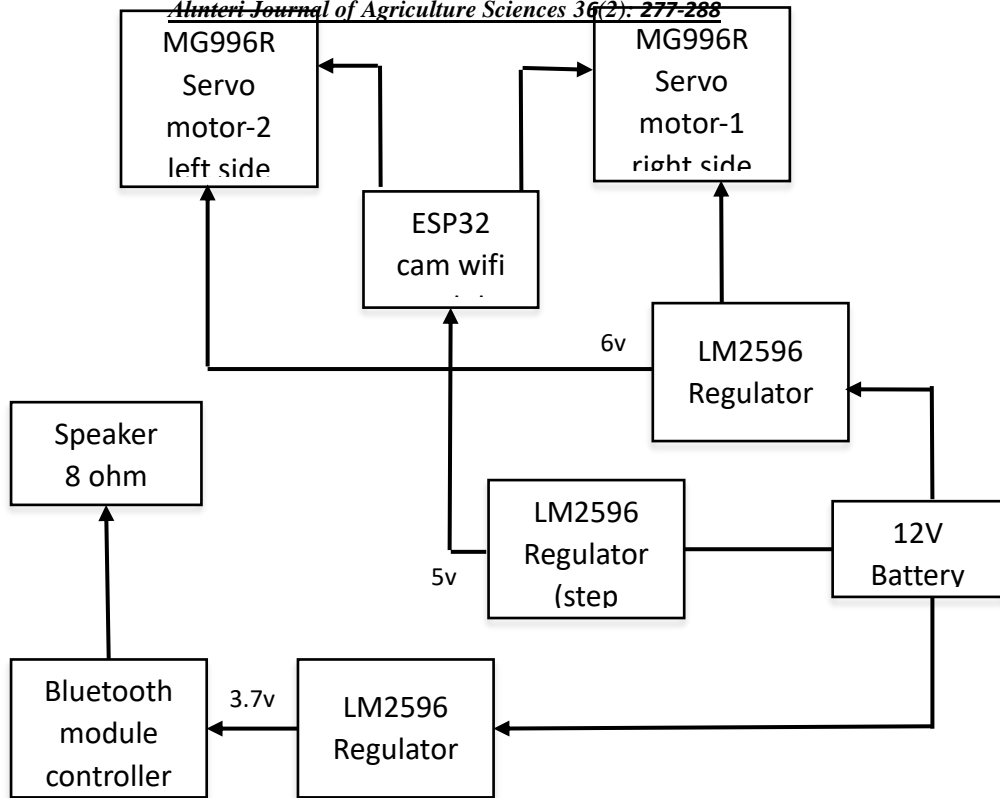 Alınteri Journal of Agriculture Sciences 36(2): 277-288
MG996R
Servo
motor-2
left side
MG996R
Servo
motor-1
right side
ESP32
cam wifi
6v
LM2596
Regulator
Speaker
8 ohm
LM2596
Regulator
(step
12V
Battery
5v
Bluetooth
module
controller
3.7v
LM2596
Regulator